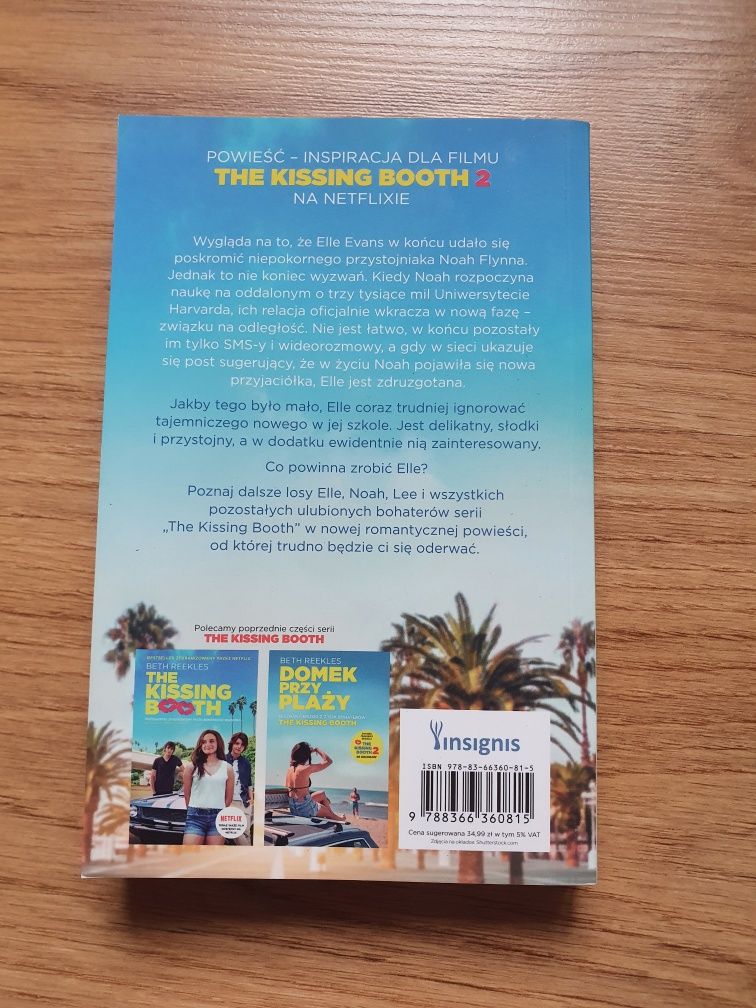 POWIEŚĆ – INSPIRACJA DLA FILMU
THE KISSING BOOTH 2
NA NETFLIXIE
Wygląda na to, że Elle Evans w końcu udało się
poskromić niepokornego przystojniaka Noah Flynna.
Jednak to nie koniec wyzwań. Kiedy Noah rozpoczyna
naukę na oddalonym o trzy tysiące mil Uniwersytecie
Harvarda, ich relacja oficjalnie wkracza w nową fazę –
związku na odległość. Nie jest łatwo, w końcu pozostały
im tylko SMS-y i wideorozmowy, a gdy w sieci ukazuje
się post sugerujący, że w życiu Noah pojawiła się nowa
przyjaciółka, Elle jest zdruzgotana.
Jakby tego było mało, Elle coraz trudniej ignorować
tajemniczego nowego w jej szkole. Jest delikatny, słodki
i przystojny, a w dodatku ewidentnie nią zainteresowany.
Co powinna zrobić Elle?
Poznaj dalsze losy Elle, Noah, Lee i wszystkich
pozostałych ulubionych bohaterów serii
„The Kissing Booth” w nowej romantycznej powieści,
od której trudno będzie ci się oderwać.
Polecamy poprzednie części serii
THE KISSING BOOTH
BESTSELLER ZEKRANIZOWANY PRZEZ NETFLIX
BETH REEKLES
THE
KISSING
BOOTH
NETFLIX
BETH REEKLES
DOMEK
PRZY
PLAŻY
THE KISSING BOOTH
THE
KISSING
BOOTH 2
insignis
ISBN 978-83-66360-81-5
9 788366 360815
Cena sugerowana 34,99 zł w tym 5% VAT
Zdjęcia na okładce: Shutterstock.com